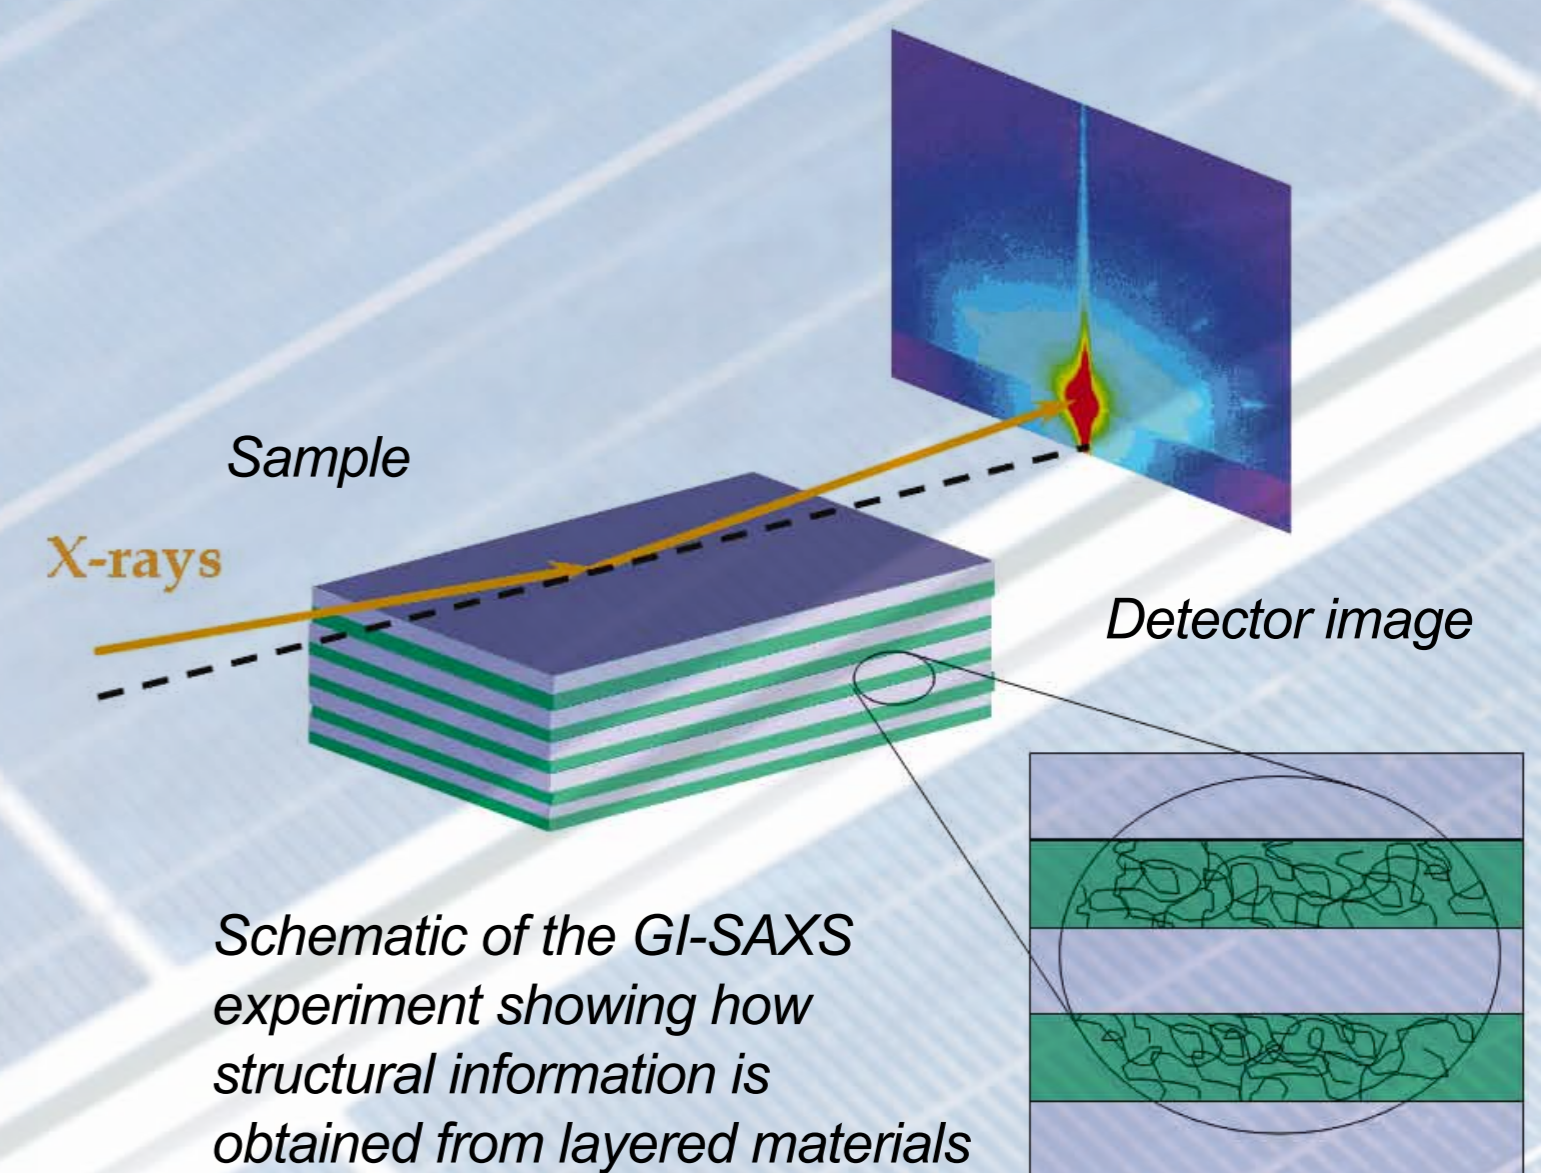 Sample
X-rays
Detector image
Schematic of the GI-SAXS
experiment showing how
structural information is
obtained from layered materials